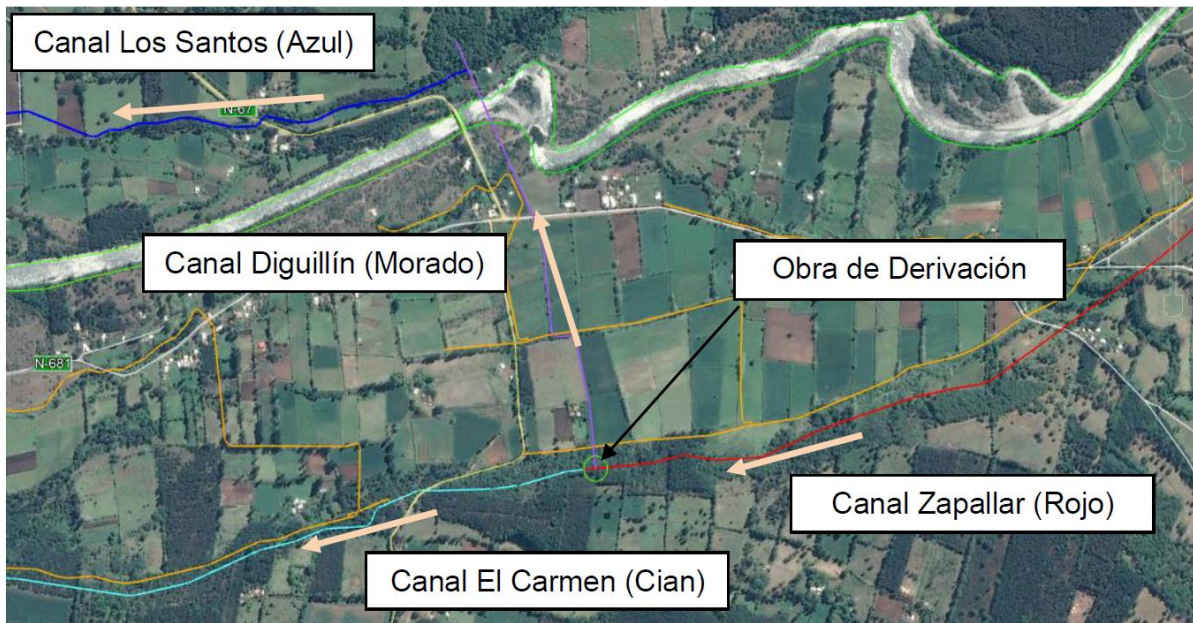 Canal Los Santos (Azul)
N-67
Canal Diguillín (Morado)
Obra de Derivación
N-681
Canal Zapallar (Rojo)
Canal El Carmen (Cian)